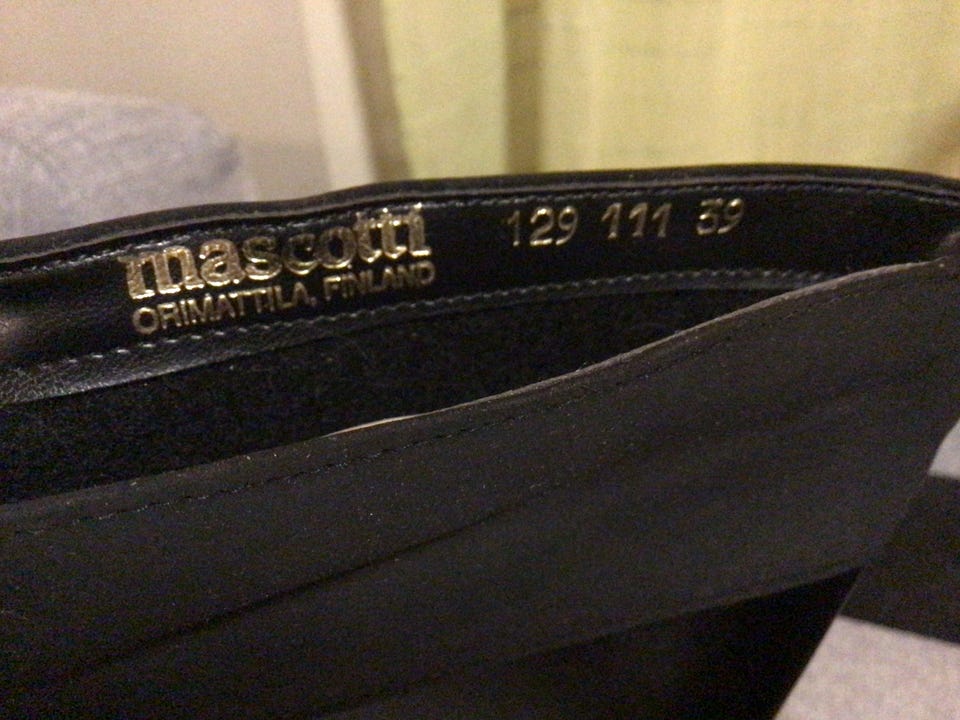 mascotti 129 111 39
ORIMATTILA, FINLAND